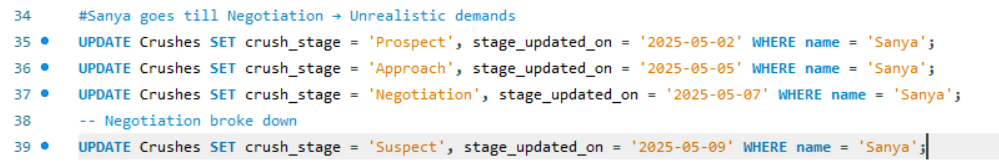 34 #Sanya goes till Negotiation → Unrealistic demands
35 UPDATE Crushes SET crush_stage = 'Prospect', stage_updated_on = '2025-05-02' WHERE name = 'Sanya';
36 UPDATE Crushes SET crush_stage = 'Approach', stage_updated_on = '2025-05-05' WHERE name = 'Sanya';
37 UPDATE Crushes SET crush_stage = 'Negotiation', stage_updated_on = '2025-05-07' WHERE name = 'Sanya';
38 -- Negotiation broke down
39 UPDATE Crushes SET crush_stage = 'Suspect', stage_updated_on = '2025-05-09' WHERE name = 'Sanya';